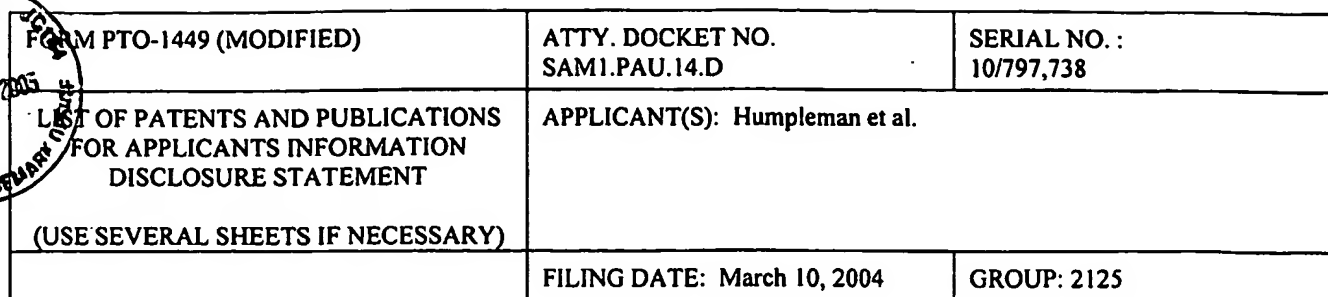 FORM PTO-1449 (MODIFIED)
ATTY. DOCKET NO.
SAM1.PAU.14.D
SERIAL NO. :
10/797,738
LIST OF PATENTS AND PUBLICATIONS
FOR APPLICANTS INFORMATION
DISCLOSURE STATEMENT
(USE SEVERAL SHEETS IF NECESSARY)
APPLICANT(S): Humpleman et al.
FILING DATE: March 10, 2004
GROUP: 2125